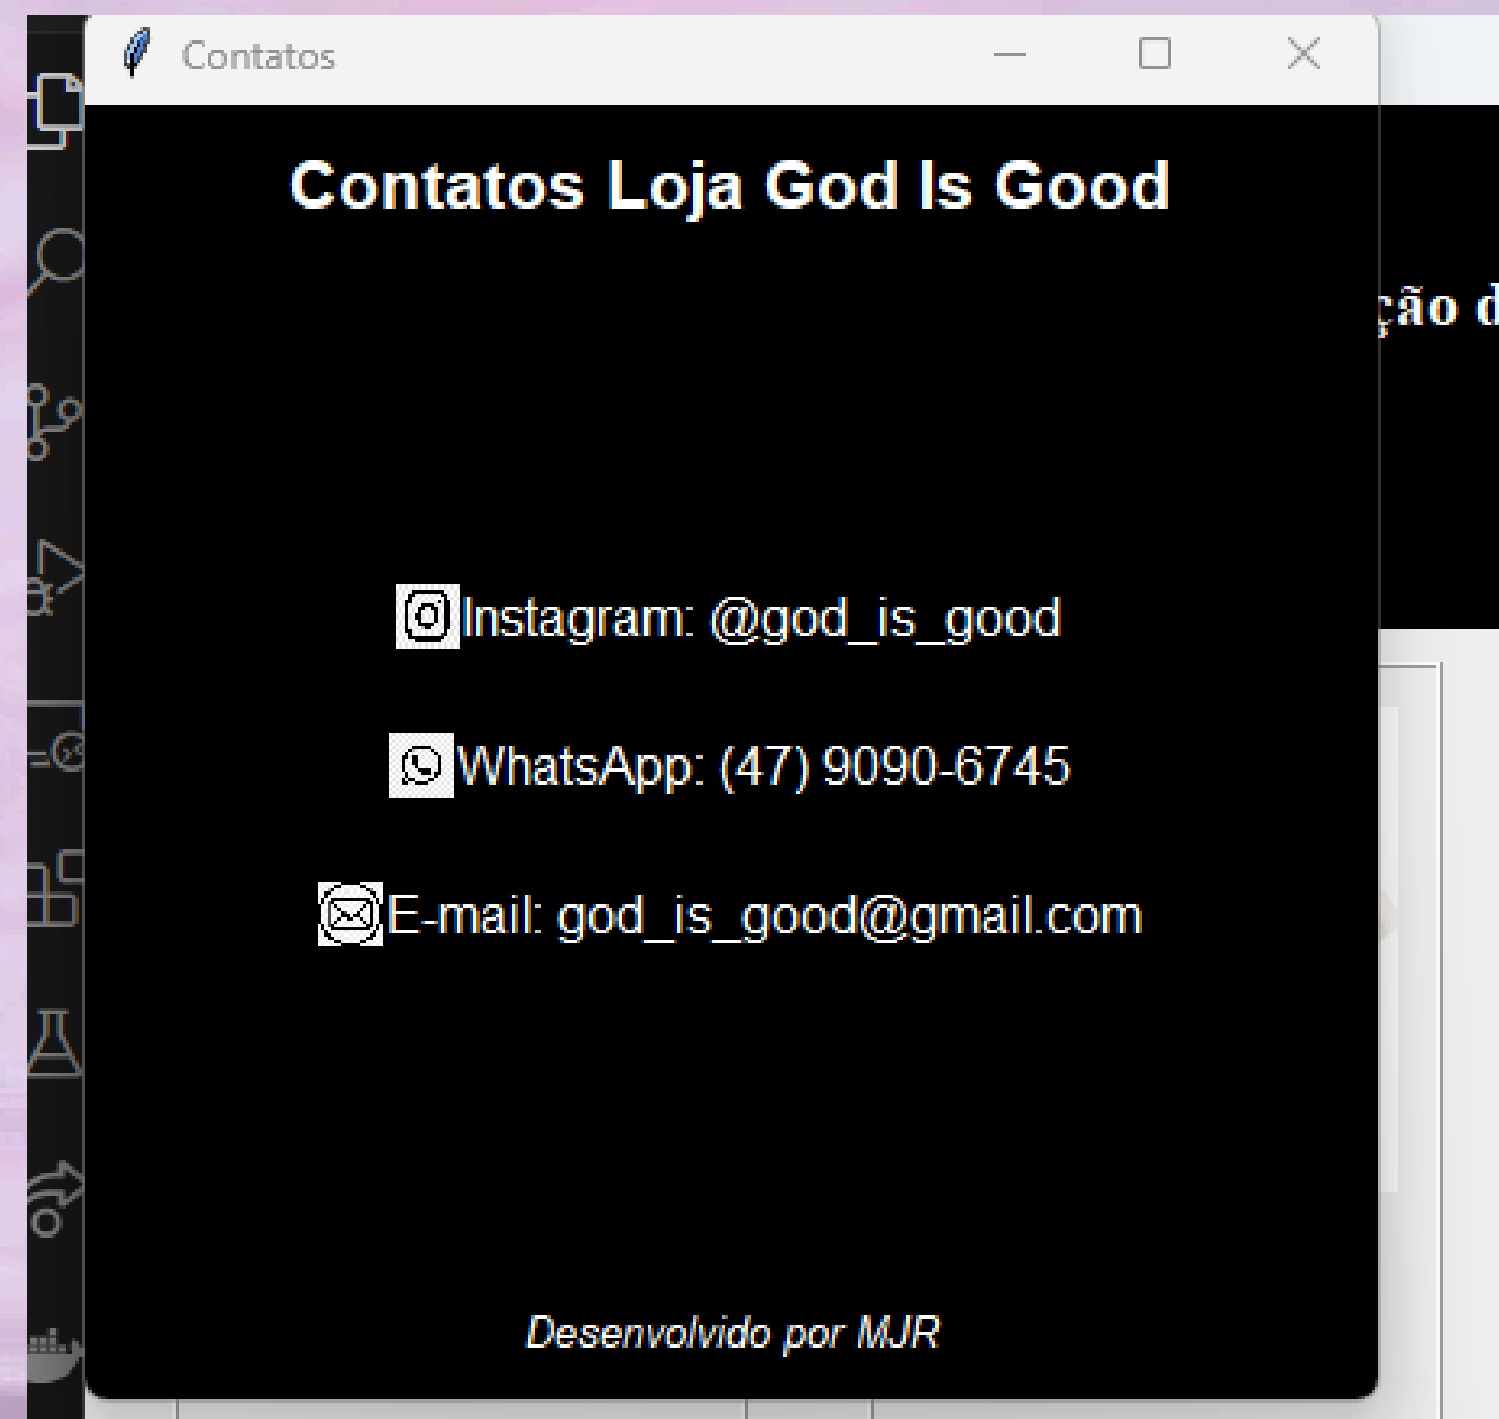 Contatos
Contatos Loja God Is Good
ção d
Instagram: @god_is_good
WhatsApp: (47) 9090-6745
E-mail: god_is_good@gmail.com
Desenvolvido por MJR